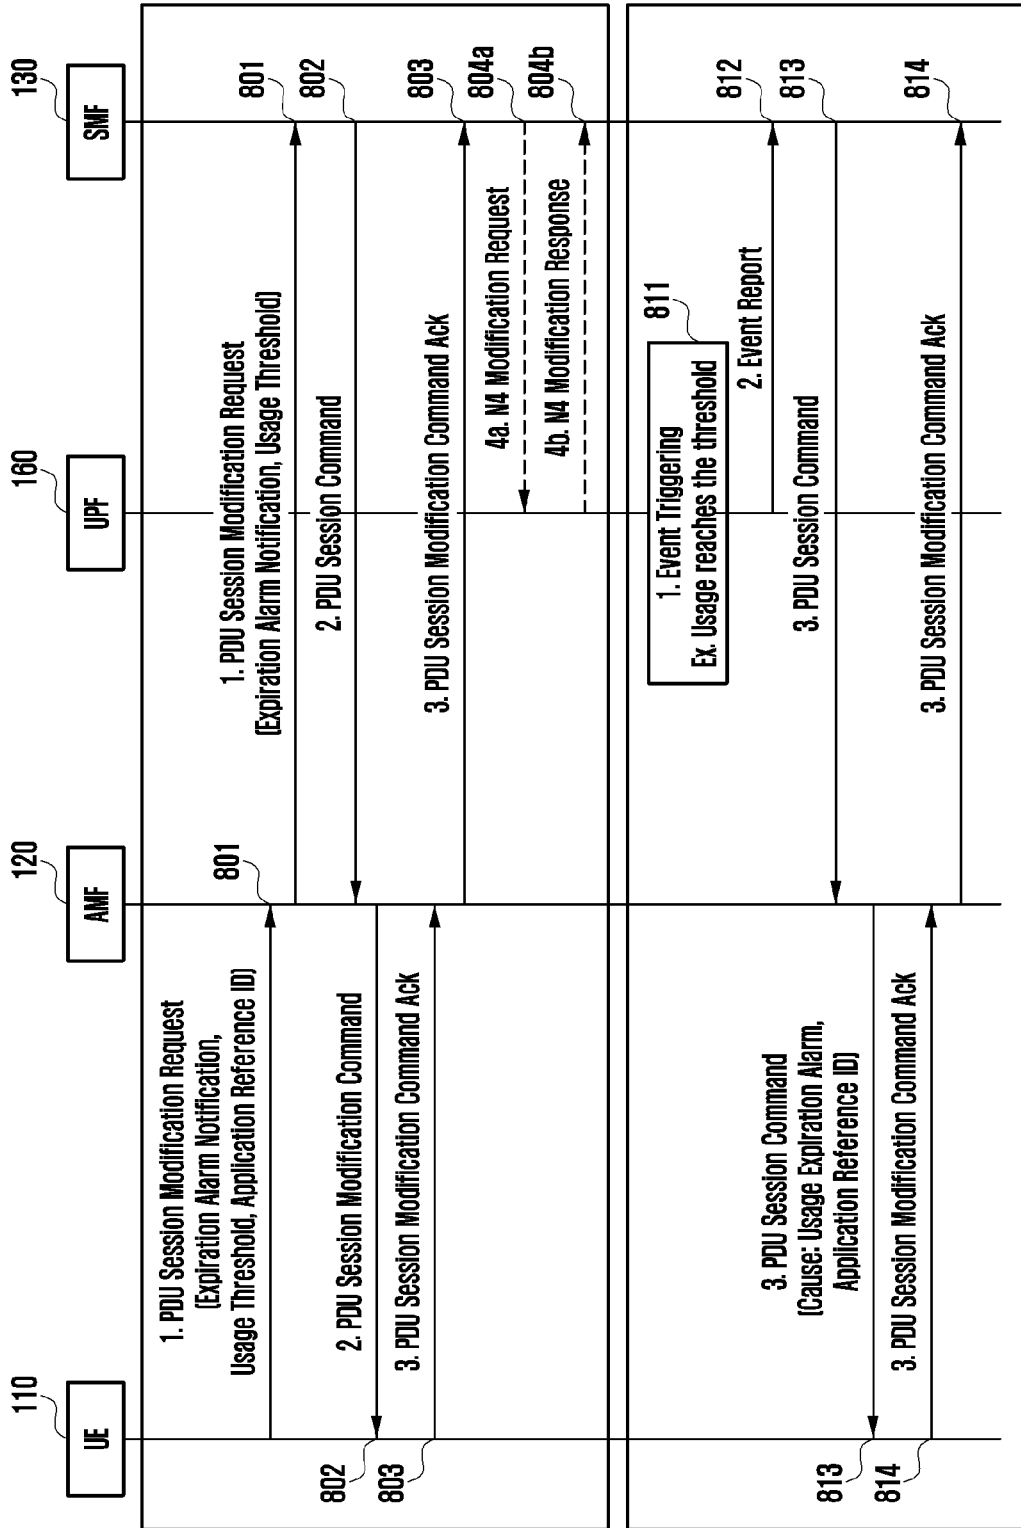 110
UE
120
AMF
160
UPF
130
SMF
1. PDU Session Modification Request
(Expiration Alarm Notification,
Usage Threshold, Application Reference ID)
801
1. PDU Session Modification Request
(Expiration Alarm Notification, Usage Threshold)
801
2. PDU Session Command
802
2. PDU Session Modification Command
802
3. PDU Session Modification Command Ack
803
3. PDU Session Modification Command Ack
803
4a. N4 Modification Request
804a
4b. N4 Modification Response
804b
1. Event Triggering
Ex. Usage reaches the threshold
811
2. Event Report
812
3. PDU Session Command
813
3. PDU Session Command
(Cause: Usage Expiration Alarm,
Application Reference ID)
813
3. PDU Session Modification Command Ack
814
3. PDU Session Modification Command Ack
814